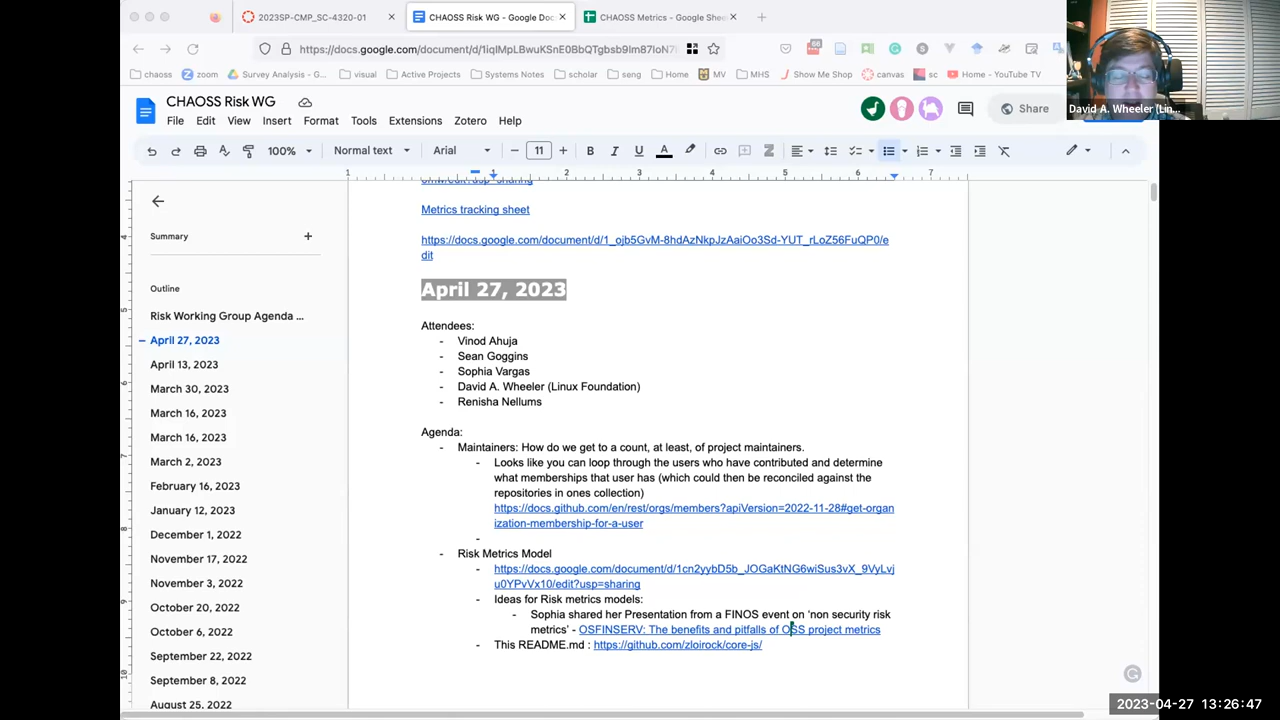 2023SP-CMP_SC-4320-01
CHAOSS Risk WG - Google Doc
CHAOSS Metrics - Google Shee
https://docs.google.com/document/d/1iqIMpLBwuKSnE0BbQTgbsb9Im87IoN7
chaoss
zoom
Survey Analysis - G...
visual
Active Projects
Promotions Notes
scholar
seng
Home
MV
MHS
Show Me Shop
canvas
sc
Home - YouTube TV
David A. Wheeler (Lin...
CHAOSS Risk WG
Share
File Edit View Insert Format Tools Extensions Help
100% Normal text Arial 11
1 1 2 3 4 5 6 7
Summary
Outline
Risk Working Group Agenda ...
April 27, 2023
April 13, 2023
March 30, 2023
March 16, 2023
March 16, 2023
March 2, 2023
February 16, 2023
January 12, 2023
December 1, 2022
November 17, 2022
November 3, 2022
October 20, 2022
October 6, 2022
September 22, 2022
September 8, 2022
August 25, 2022
Metrics tracking sheet
https://docs.google.com/document/d/1_ojb5GvM-8hdAzNkpJzAaiOo3Sd-YUT_rLoZ56FuQP0/e
dit
April 27, 2023
Attendees:
- Vinod Ahuja
- Sean Goggins
- Sophia Vargas
- David A. Wheeler (Linux Foundation)
- Renisha Nellums
Agenda:
- Maintainers: How do we get to a count, at least, of project maintainers.
- Looks like you can loop through the users who have contributed and determine
what memberships that user has (which could then be reconciled against the
repositories in ones collection)
https://docs.github.com/en/rest/orgs/members?apiVersion=2022-11-28#get-organ
ization-membership-for-a-user
-
- Risk Metrics Model
- https://docs.google.com/document/d/1cn2yybD5b_JOGaKtNG6wiSus3vX_9VyLvj
u0YPvVx10/edit?usp=sharing
- Ideas for Risk metrics models:
- Sophia shared her Presentation from a FINOS event on ‘non security risk
metrics’ - OSFINSERV: The benefits and pitfalls of OSS project metrics
- This README.md : https://github.com/zloirock/core-js/
2023-04-27 13:26:47